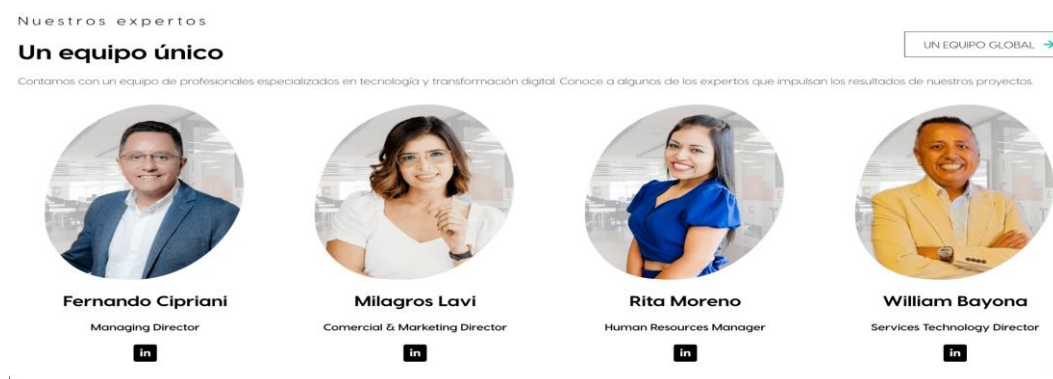 Nuestros expertos
Un equipo único
UN EQUIPO GLOBAL →
Contamos con un equipo de profesionales especializados en tecnología y transformación digital. Conoce a algunos de los expertos que impulsan los resultados de nuestros proyectos.
Fernando Cipriani
Managing Director
in
Milagros Lavi
Comercial & Marketing Director
in
Rita Moreno
Human Resources Manager
in
William Bayona
Services Technology Director
in